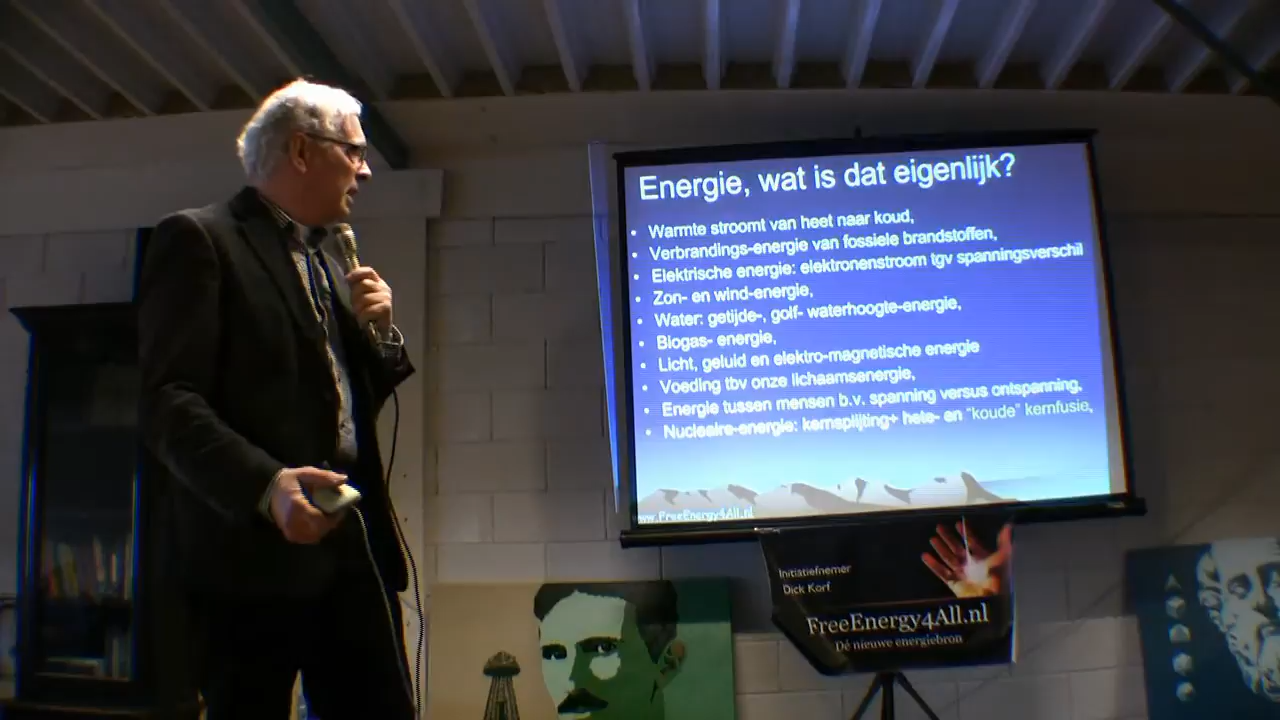 Energie, wat is dat eigenlijk?
• Warmte stroomt van heet naar koud,
• Verbrandings-energie van fossiele brandstoffen,
• Elektrische energie: elektronenstroom tgv spanningsverschil
• Zon- en wind-energie,
• Water: getijde-, golf- waterhoogte-energie,
• Biogas- energie,
• Licht, geluid en elektro-magnetische energie
• Voeding tbv onze lichaamsenergie,
• Energie tussen mensen b.v. spanning versus ontspanning,
• Nucleaire-energie: kernsplijting+ hete- en "koude" kernfusie,
www.FreeEnergy4All.nl
Initiatiefnemer
Dick Korf
FreeEnergy4All.nl
Dé nieuwe energiebron